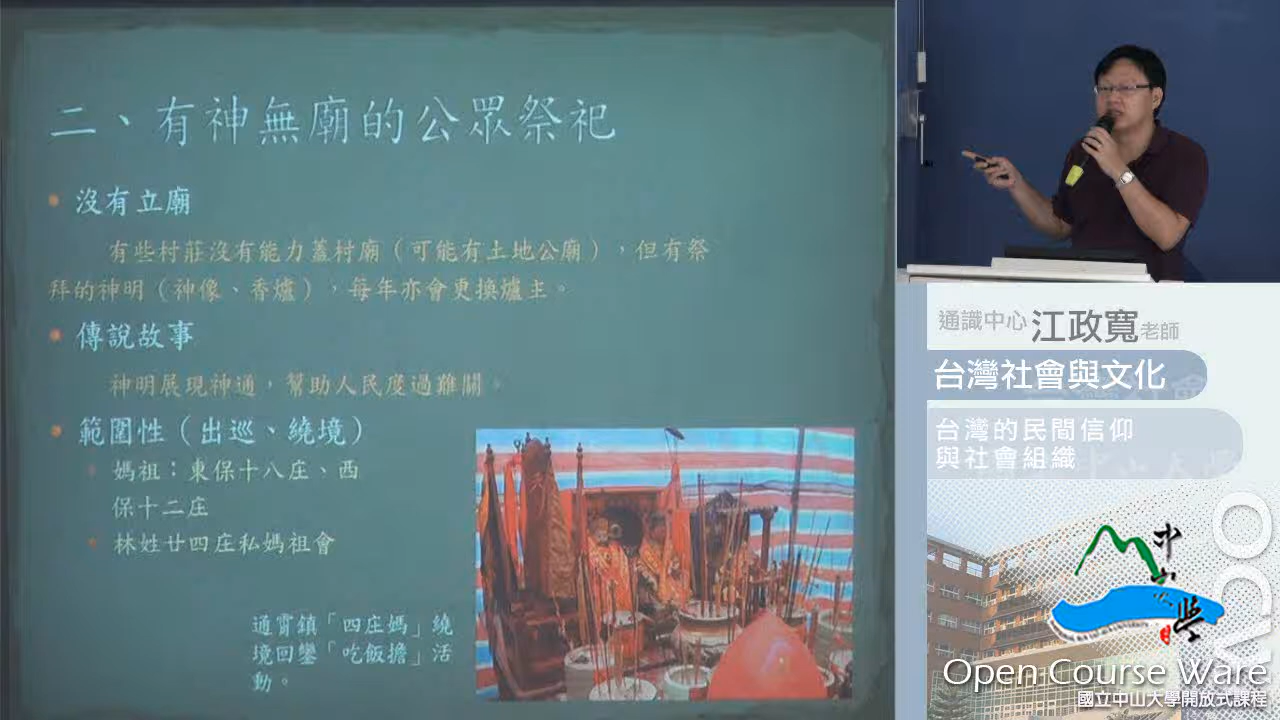 二、有神無廟的公眾祭祀
沒有立廟
有些村莊沒有能力蓋村廟（可能有土地公廟），但有祭
拜的神明（神像、香爐），每年亦會更換爐主。
傳說故事
神明展現神通，幫助人民度過難關。
範圍性（出巡、繞境）
媽祖：東保十八庄、西
保十二庄
林姓廿四庄私媽祖會
通霄鎮「四庄媽」繞
境回鑾「吃飯擔」活
動。
通識中心 江政寬 老師
台灣社會與文化
台灣的民間信仰
與社會組織
中山大學
OCW
Open Course Ware
國立中山大學開放式課程